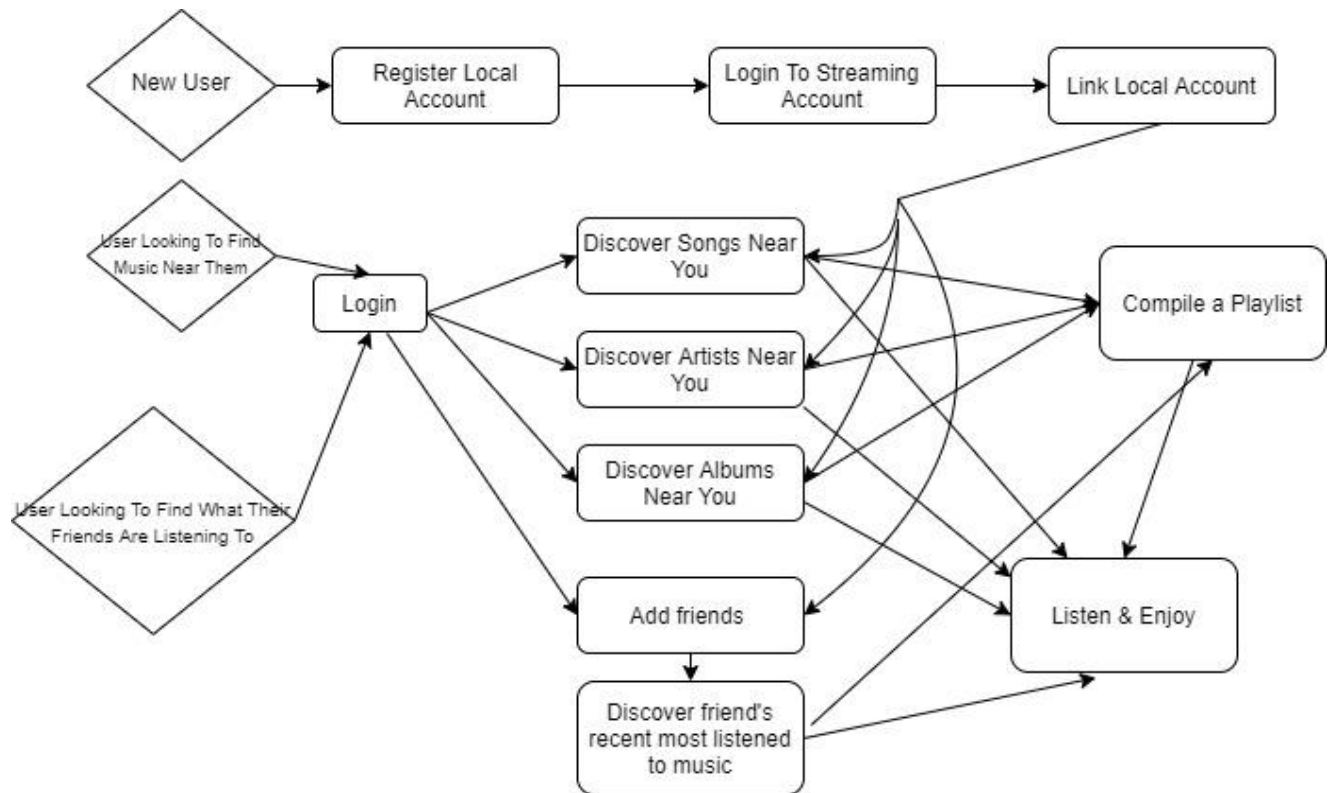 New User
Register Local
Account
Login To Streaming
Account
Link Local Account
User Looking To Find
Music Near Them
Login
Discover Songs Near
You
Compile a Playlist
Discover Artists Near
You
Discover Albums
Near You
User Looking To Find What Their
Friends Are Listening To
Add friends
Listen & Enjoy
Discover friend's
recent most listened
to music